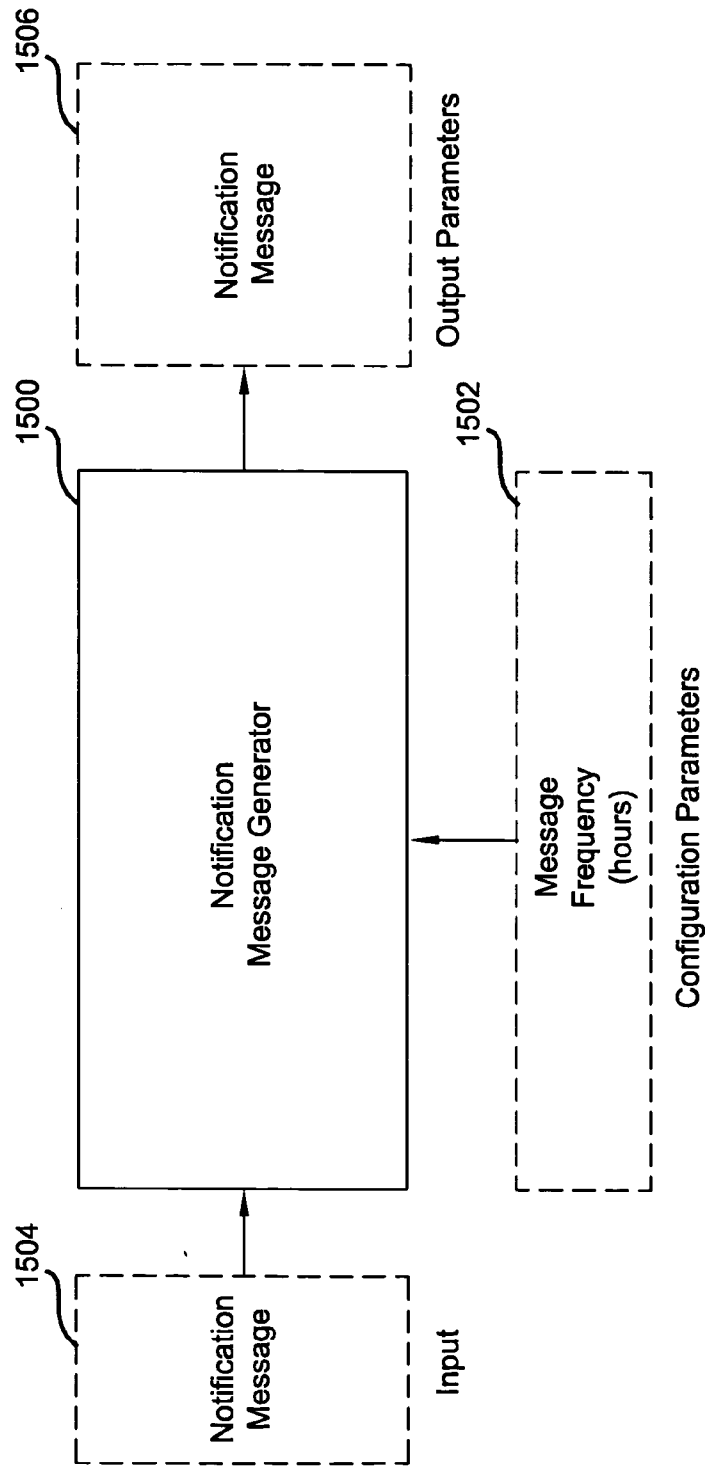 1504
Notification
Message
Input
1500
Notification
Message Generator
1506
Notification
Message
Output Parameters
1502
Message
Frequency
(hours)
Configuration Parameters